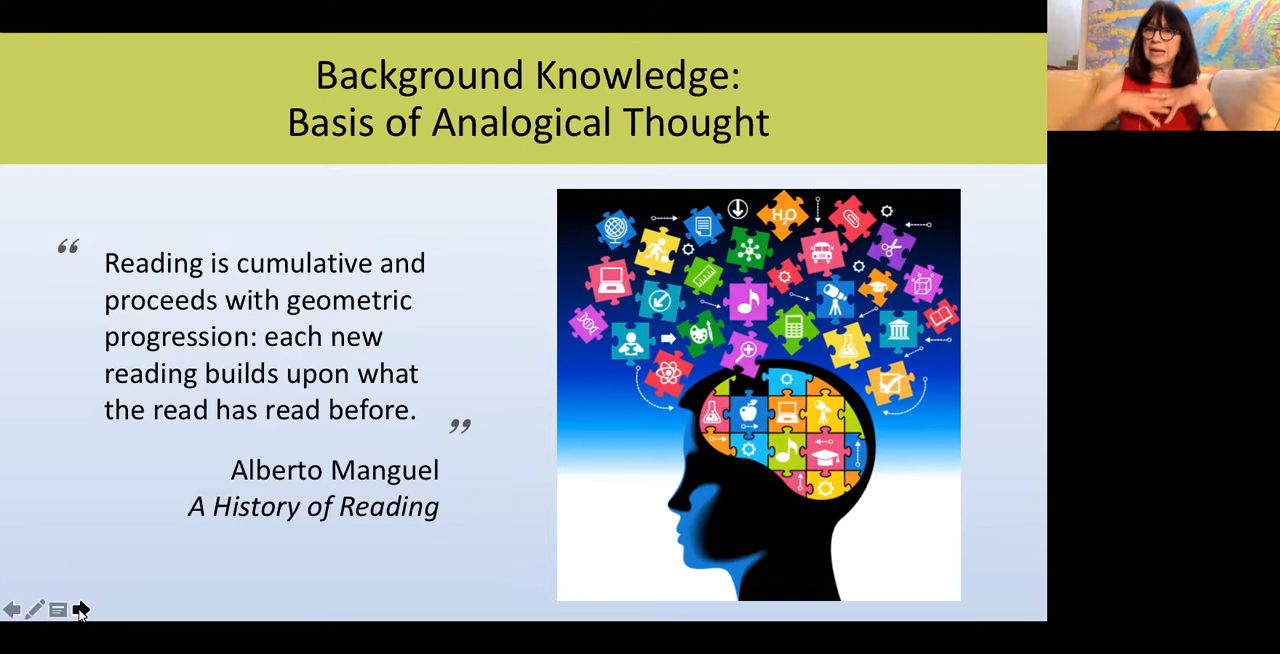 Background Knowledge:
Basis of Analogical Thought
“
Reading is cumulative and
proceeds with geometric
progression: each new
reading builds upon what
the read has read before.
”
Alberto Manguel
A History of Reading
H2O